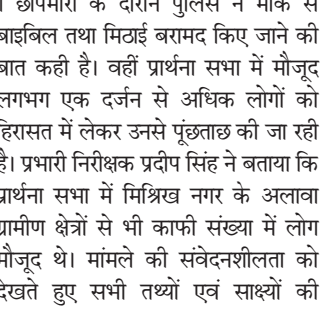 छापेमारी के दौरान पुलिस ने मौके से
बाइबिल तथा मिठाई बरामद किए जाने की
बात कही है। वहीं प्रार्थना सभा में मौजूद
लगभग एक दर्जन से अधिक लोगों को
हिरासत में लेकर उनसे पूंछताछ की जा रही
है। प्रभारी निरीक्षक प्रदीप सिंह ने बताया कि
प्रार्थना सभा में मिश्रिख नगर के अलावा
ग्रामीण क्षेत्रों से भी काफी संख्या में लोग
मौजूद थे। मांमले की संवेदनशीलता को
देखते हुए सभी तथ्यों एवं साक्ष्यों की